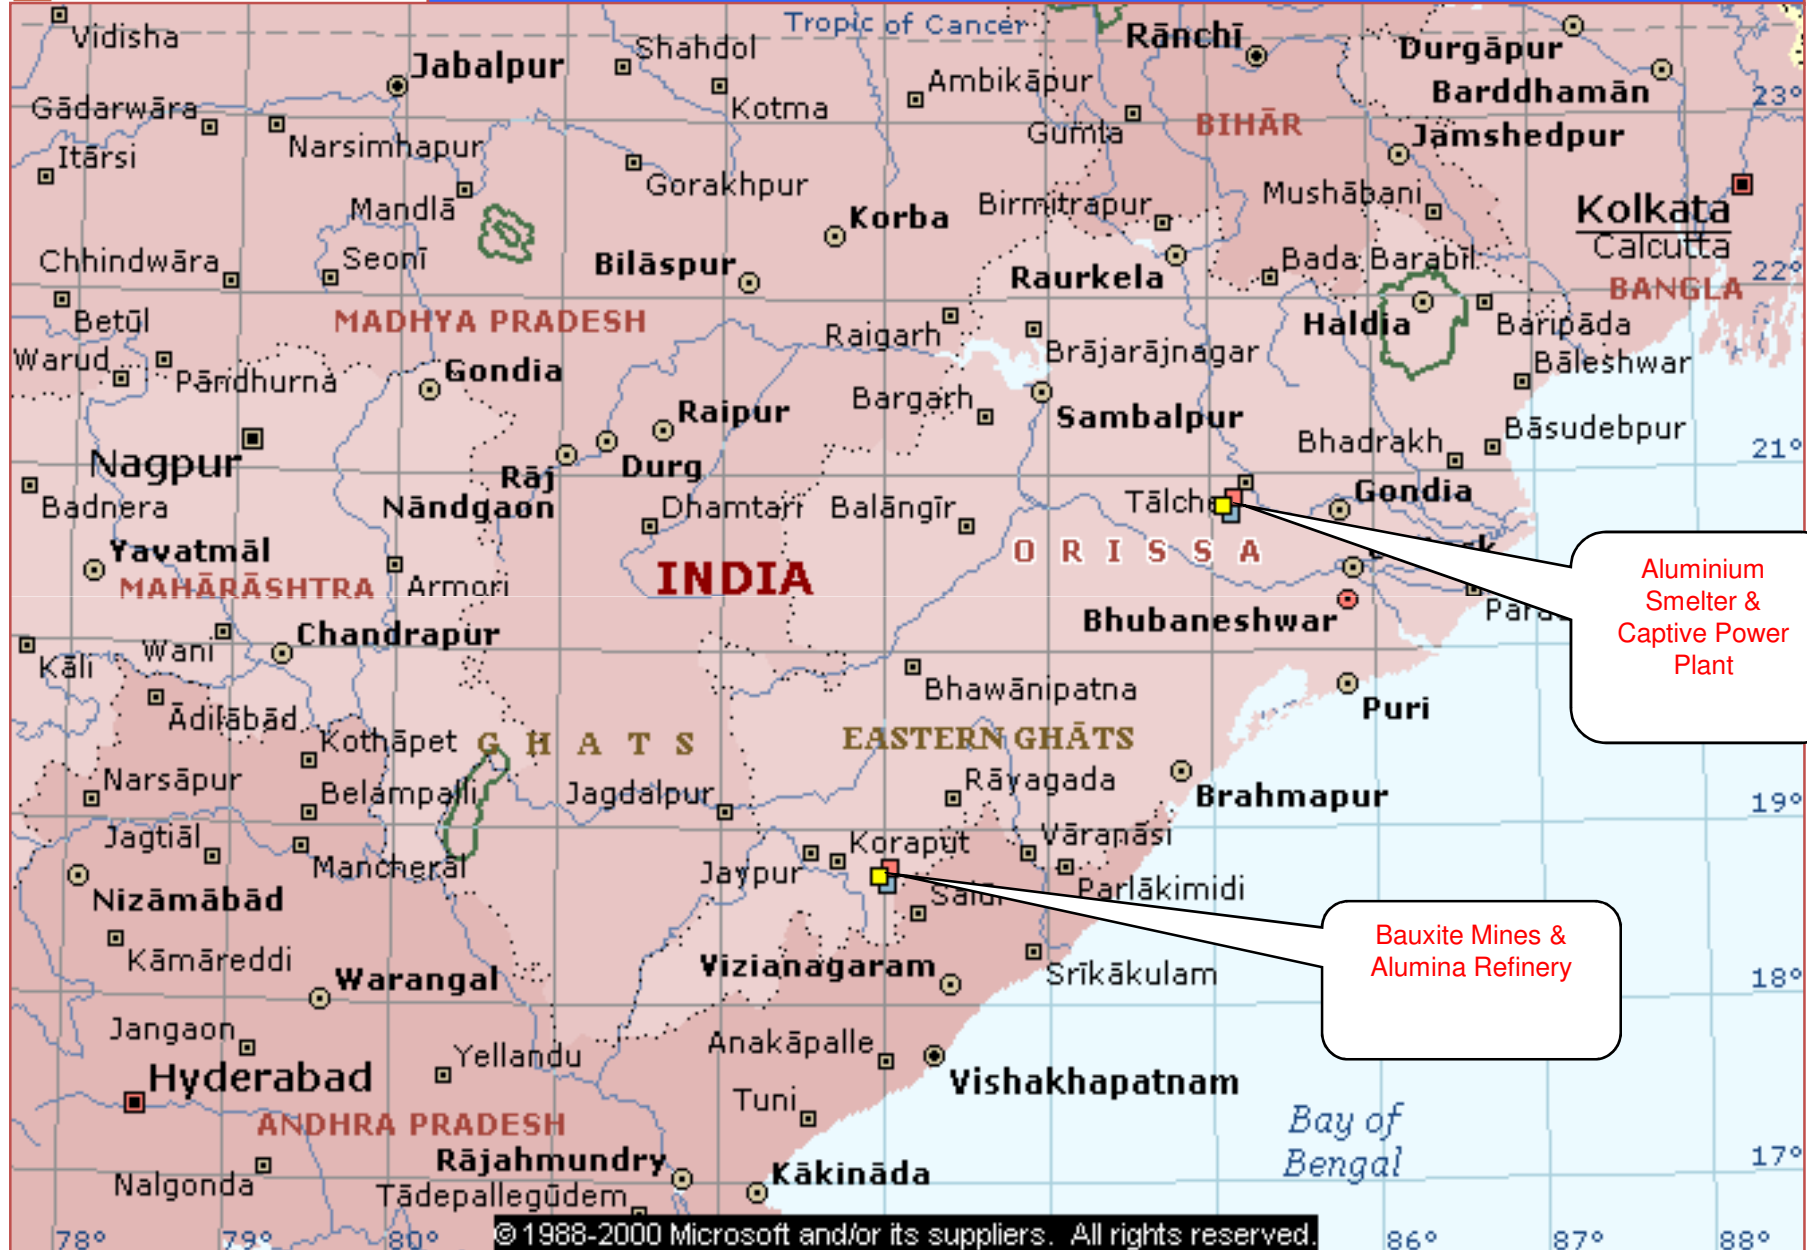 Tropic of Cancer
Vidisha
Shahdol
Rānchī
Durgāpur
Jabalpur
Ambikāpur
Barddhamān
23°
Gādarwāra
Kotma
Gumla
BIHĀR
Jāmshedpur
Itārsi
Narsimhapur
Gorakhpur
Mandlā
Korba
Birmitrapur
Mushābani
Kolkata
Calcutta
Chhindwāra
Seonī
Bilāspur
Raurkela
Bada Barabīl
22°
BANGLA
Betūl
MADHYA PRADESH
Raigarh
Brājarājnagar
Haldia
Baripāda
Warud
Pāndhurna
Gondia
Bāleshwar
Bargarh
Sambalpur
Raipur
Bhadrakh
Bāsudebpur
21°
Nagpur
Rāj
Nāndgaon
Durg
Badnera
Dhamtari
Balāngīr
Gondia
Yavatmāl
MAHĀRĀSHTRA
Armori
INDIA
ORISSA
Aluminium
Smelter &
Captive Power
Plant
Bhubaneshwar
Chandrapur
Wani
Kāli
Bhawānipatna
Puri
Ādilābād
Kothāpet
GHATS
EASTERN GHĀTS
Narsāpur
Belampalli
Jagdalpur
Rāyagada
Brahmapur
19°
Jagtiāl
Mancherāl
Koraput
Jaypur
Vāranāsi
Parlākimidi
Nizāmābād
Bauxite Mines &
Alumina Refinery
Kāmāreddi
Warangal
Vizianagaram
Srīkākulam
18°
Jangaon
Yellandu
Anakāpalle
Vishakhapatnam
Hyderabad
Tuni
ANDHRA PRADESH
Bay of
Bengal
Rājahmundry
Kākināda
17°
Nalgonda
Tādepallegūdem
© 1988-2000 Microsoft and/or its suppliers. All rights reserved.
78°
79°
80°
86°
87°
88°